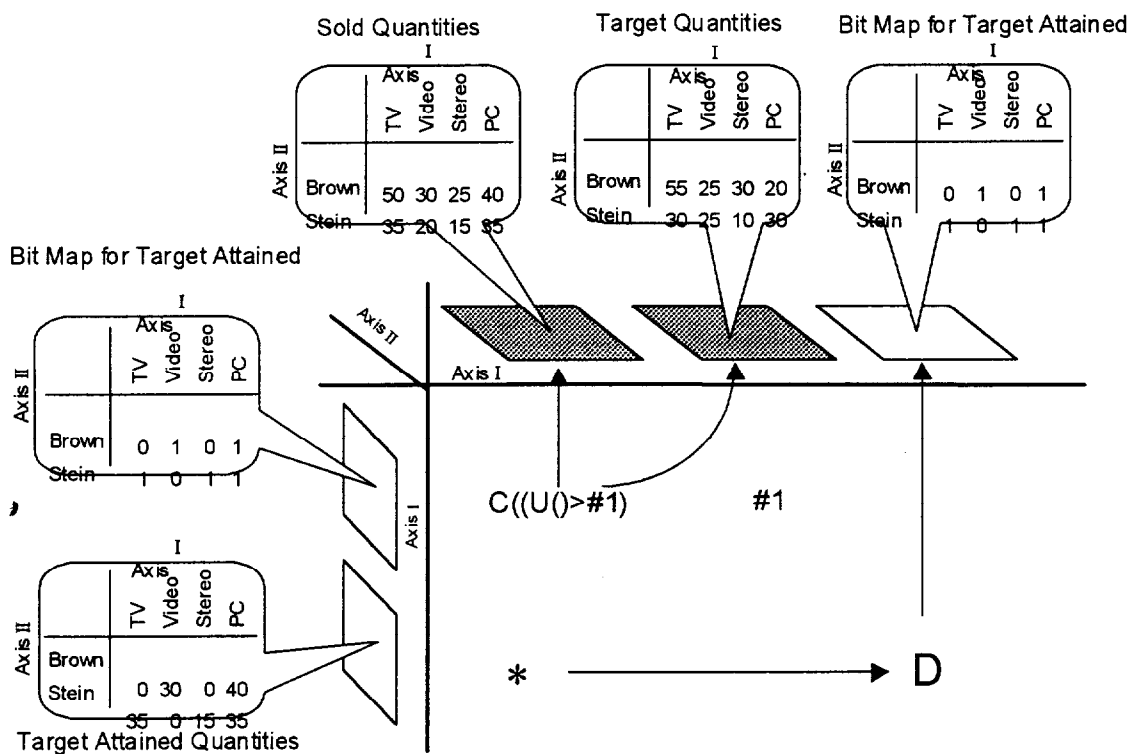 Sold Quantities
I
Axis
Axis II
TV Video Stereo PC
Brown 50 30 25 40
Stein 35 20 15 35
Target Quantities
I
Axis
Axis II
TV Video Stereo PC
Brown 55 25 30 20
Stein 30 25 10 30
Bit Map for Target Attained
I
Axis
Axis II
TV Video Stereo PC
Brown 0 1 0 1
Stein 1 0 1 1
Bit Map for Target Attained
I
Axis
Axis II
TV Video Stereo PC
Brown 0 1 0 1
Stein 1 0 1 1
Axis II
Axis I
Axis I
C((U()>#1) #1
* D
I
Axis
Axis II
TV Video Stereo PC
Brown
Stein 0 30 0 40
35 0 15 35
Target Attained Quantities